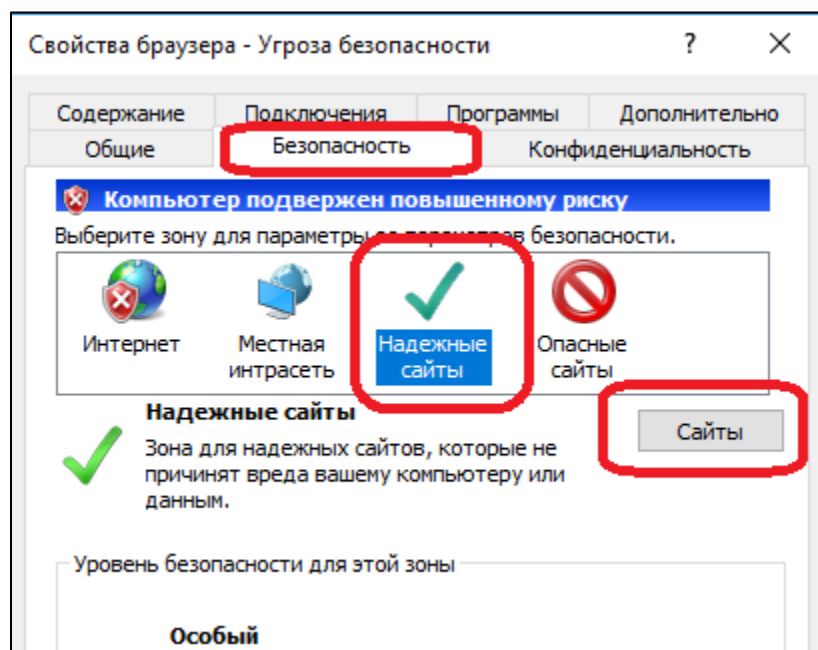 Свойства браузера - Угроза безопасности ? ×
Содержание Подключения Программы Дополнительно
Общие Безопасность Конфиденциальность
Компьютер подвержен повышенному риску
Выберите зону для параметры ее параметров безопасности.
Интернет
Местная
интрасеть
Надежные
сайты
Опасные
сайты
Надежные сайты
Сайты
Зона для надежных сайтов, которые не
причинят вреда вашему компьютеру или
данным.
Уровень безопасности для этой зоны
Особый